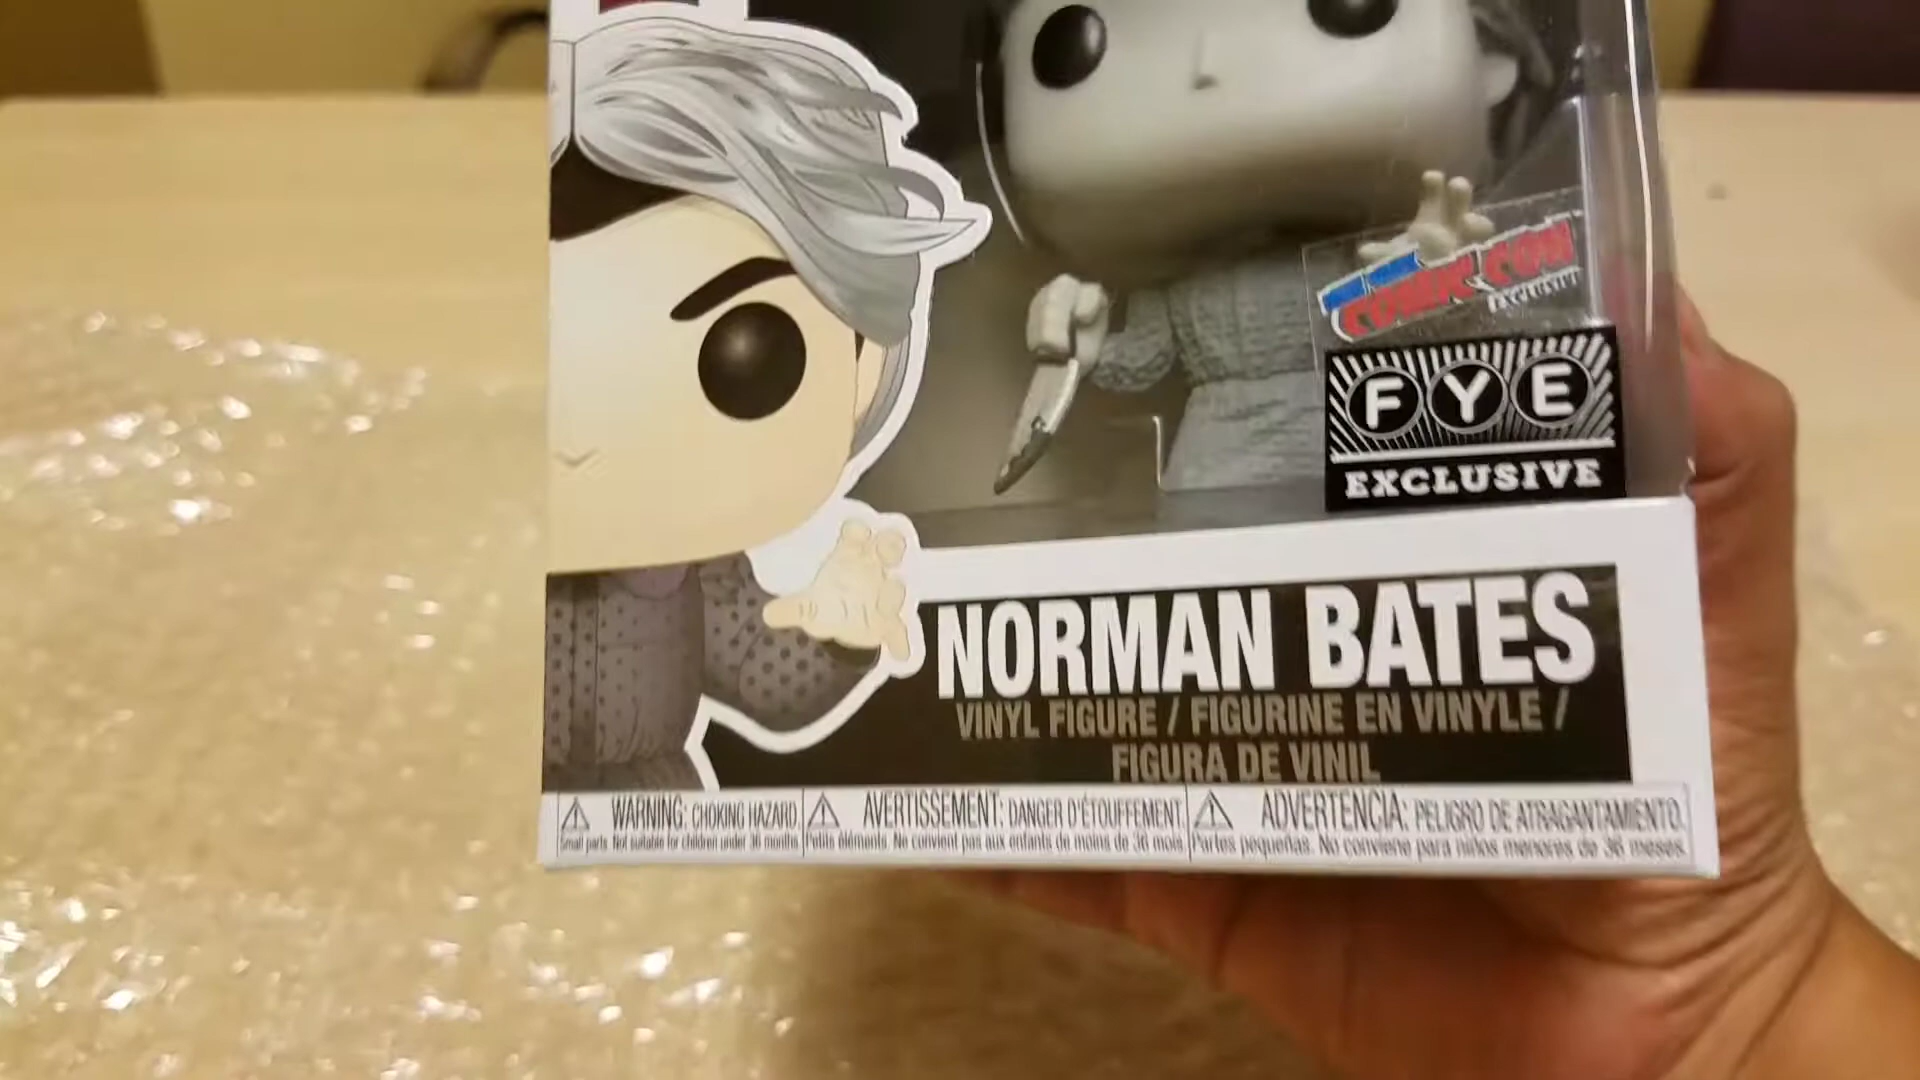 COMIC CON
EXCLUSIVE
FYE
EXCLUSIVE
NORMAN BATES
VINYL FIGURE / FIGURINE EN VINYLE /
FIGURA DE VINIL
WARNING: CHOKING HAZARD.
Small parts. Not suitable for children under 36 months.
AVERTISSEMENT: DANGER D'ÉTOUFFEMENT.
Petits éléments. Ne convient pas aux enfants de moins de 36 mois.
ADVERTENCIA: PELIGRO DE ATRAGANTAMIENTO.
Partes pequeñas. No conviene para niños menores de 36 meses.